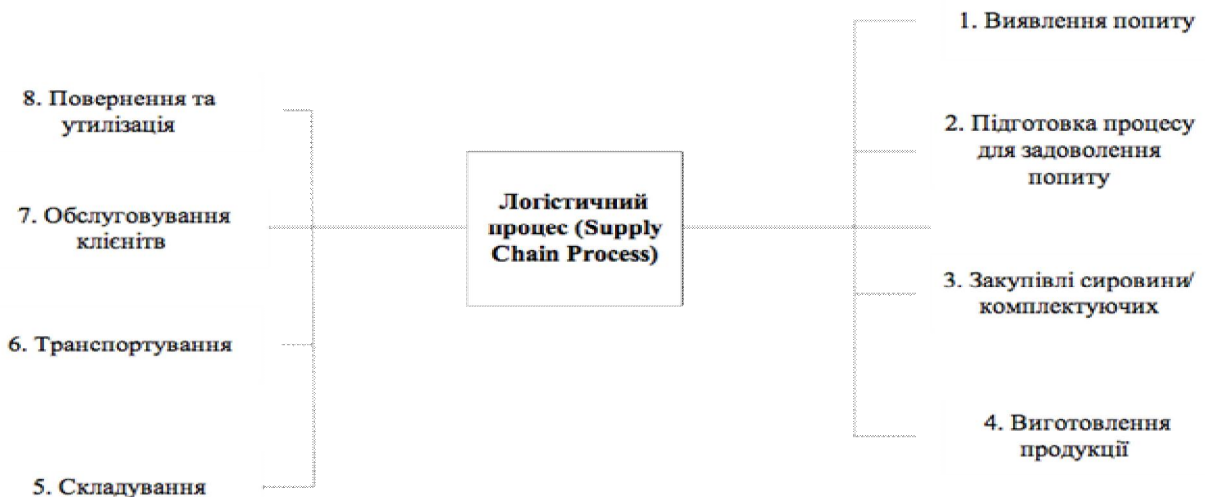 1. Виявлення попиту
8. Повернення та
утилізація
2. Підготовка процесу
для задоволення
попиту
Логістичний
процес (Supply
Chain Process)
7. Обслуговування
клієнітв
3. Закупівлі сировини/
комплектуючих
6. Транспортування
4. Виготовлення
продукції
5. Складування